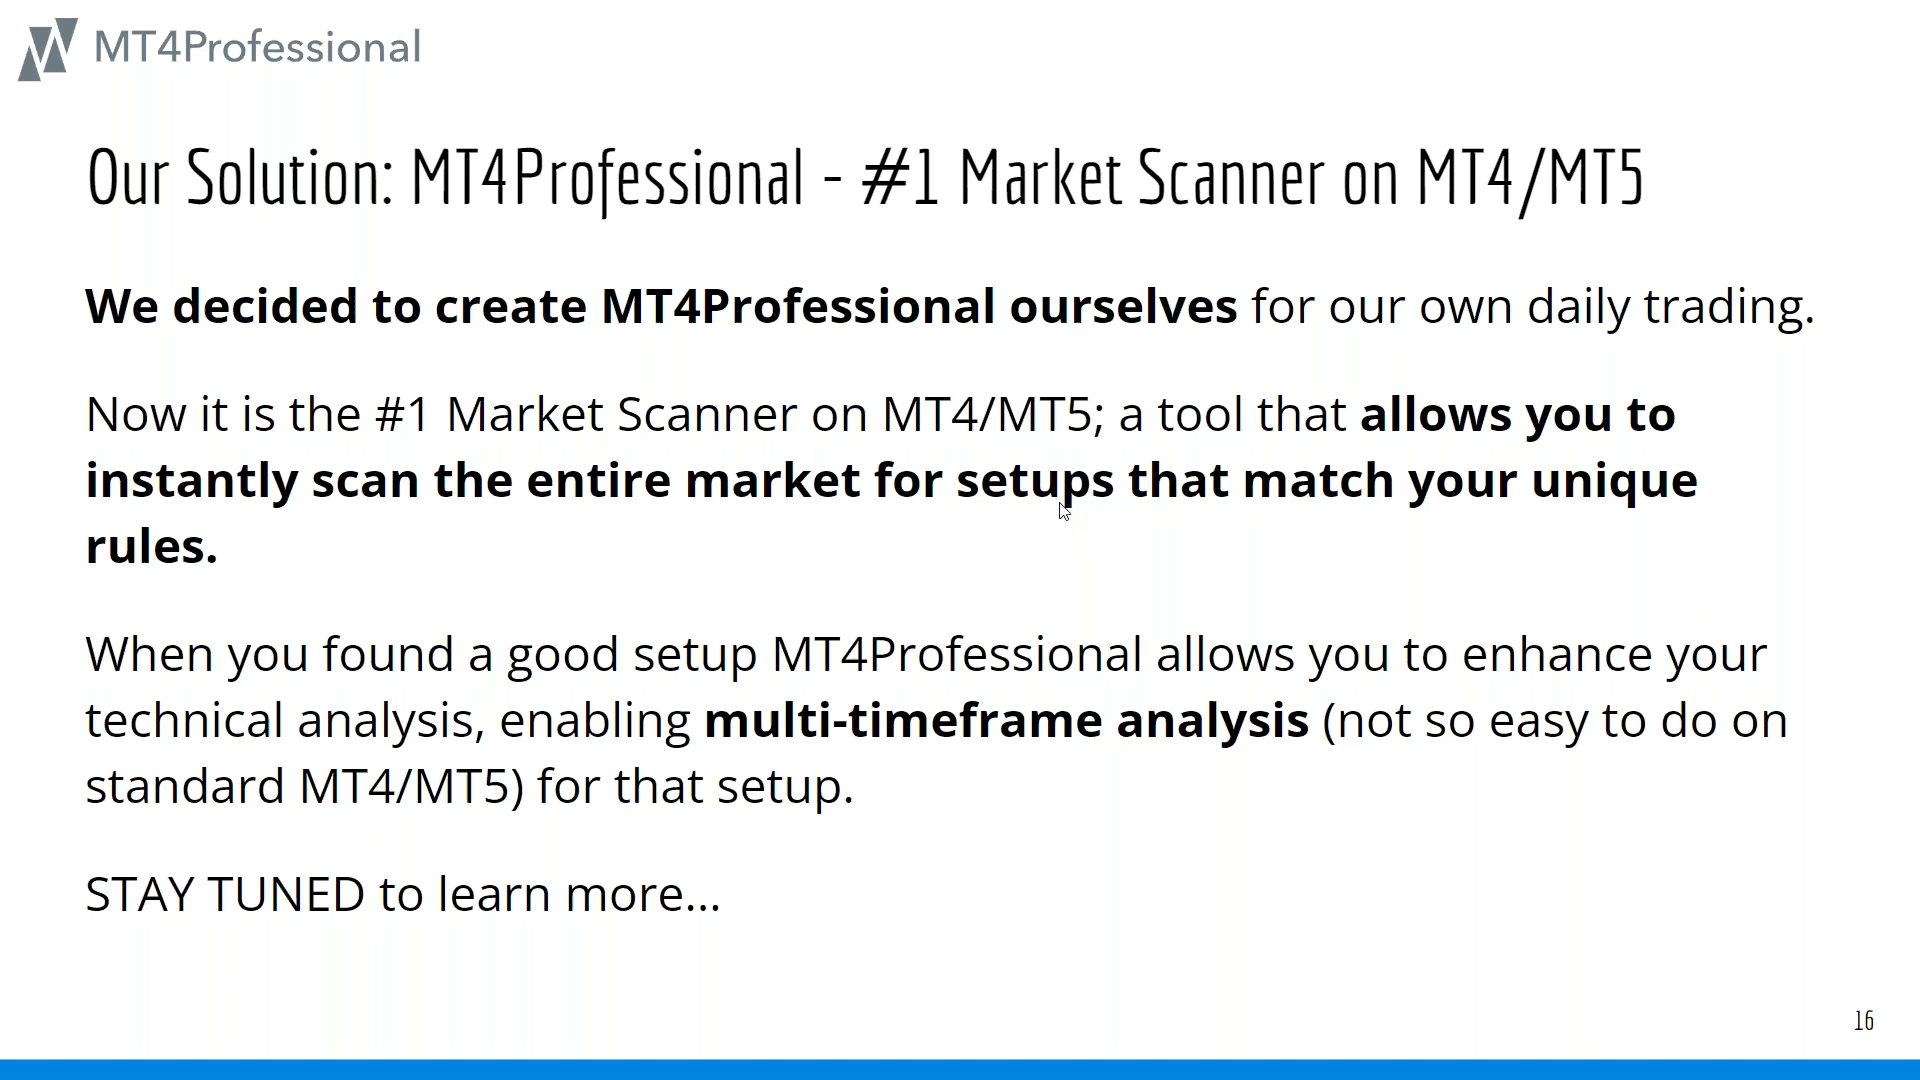 MT4Professional
Our Solution: MT4Professional - #1 Market Scanner on MT4/MT5
We decided to create MT4Professional ourselves for our own daily trading.
Now it is the #1 Market Scanner on MT4/MT5; a tool that allows you to
instantly scan the entire market for setups that match your unique
rules.
When you found a good setup MT4Professional allows you to enhance your
technical analysis, enabling multi-timeframe analysis (not so easy to do on
standard MT4/MT5) for that setup.
STAY TUNED to learn more...
16